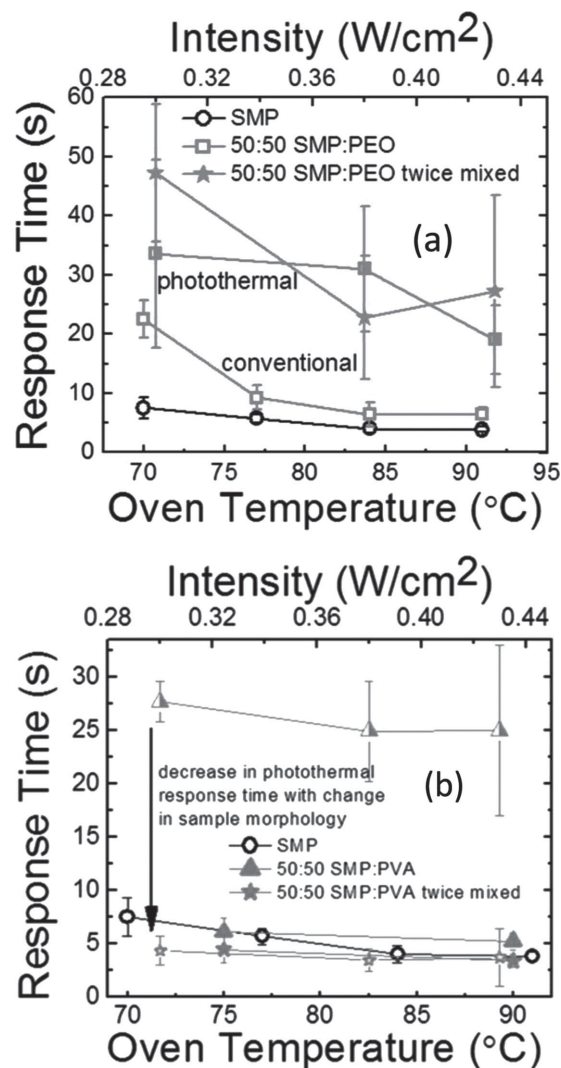 Intensity (W/cm²)
0.28 0.32 0.36 0.40 0.44
60
50
40
30
20
10
0
Response Time (s)
SMP
50:50 SMP:PEO
50:50 SMP:PEO twice mixed
(a)
photothermal
conventional
70 75 80 85 90 95
Oven Temperature (°C)
Intensity (W/cm²)
0.28 0.32 0.36 0.40 0.44
30
25
20
15
10
5
0
Response Time (s)
decrease in photothermal
response time with change
in sample morphology
(b)
SMP
50:50 SMP:PVA
50:50 SMP:PVA twice mixed
70 75 80 85 90
Oven Temperature (°C)